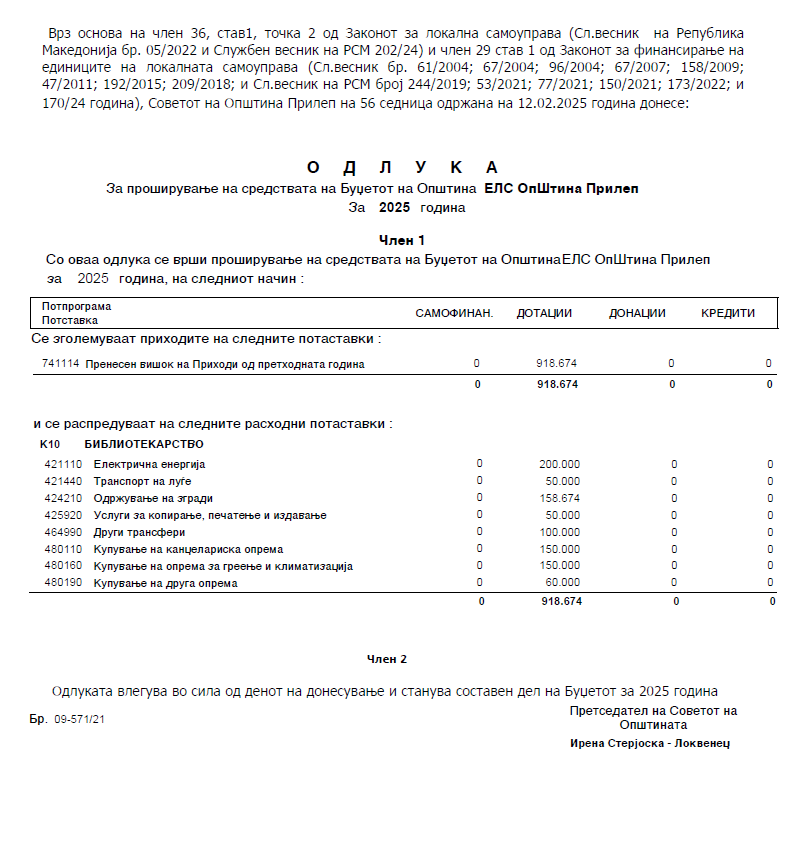 Врз основа на член 36, став1, точка 2 од Законот за локална самоуправа (Сл.весник на Република
Македонија бр. 05/2022 и Службен весник на РСМ 202/24) и член 29 став 1 од Законот за финансирање на
единиците на локалната самоуправа (Сл.весник бр. 61/2004; 67/2004; 96/2004; 67/2007; 158/2009;
47/2011; 192/2015; 209/2018; и Сл.весник на РСМ број 244/2019; 53/2021; 77/2021; 150/2021; 173/2022; и
170/24 година), Советот на Општина Прилеп на 56 седница одржана на 12.02.2025 година донесе:
О Д Л У К А
За проширување на средствата на Буџетот на Општина ЕЛС ОпШтина Прилеп
За 2025 година
Член 1
Со оваа одлука се врши проширување на средствата на Буџетот на ОпштинаЕЛС ОпШтина Прилеп
за 2025 година, на следниот начин :
Потпрограма
Потставка САМОФИНАН. ДОТАЦИИ ДОНАЦИИ КРЕДИТИ
Се зголемуваат приходите на следните потаставки :
741114 Пренесен вишок на Приходи од претходната година 0 918.674 0 0
0 918.674 0 0
и се распредуваат на следните расходни потаставки :
К10 БИБЛИОТЕКАРСТВО
421110 Електрична енергија 0 200.000 0 0
421440 Транспорт на луѓе 0 50.000 0 0
424210 Одржување на згради 0 158.674 0 0
425920 Услуги за копирање, печатење и издавање 0 50.000 0 0
464990 Други трансфери 0 100.000 0 0
480110 Купување на канцелариска опрема 0 150.000 0 0
480160 Купување на опрема за греење и климатизација 0 150.000 0 0
480190 Купување на друга опрема 0 60.000 0 0
0 918.674 0 0
Член 2
Одлуката влегува во сила од денот на донесување и станува составен дел на Буџетот за 2025 година
Бр. 09-571/21
Претседател на Советот на
Општината
Ирена Стерјоска - Локвенец